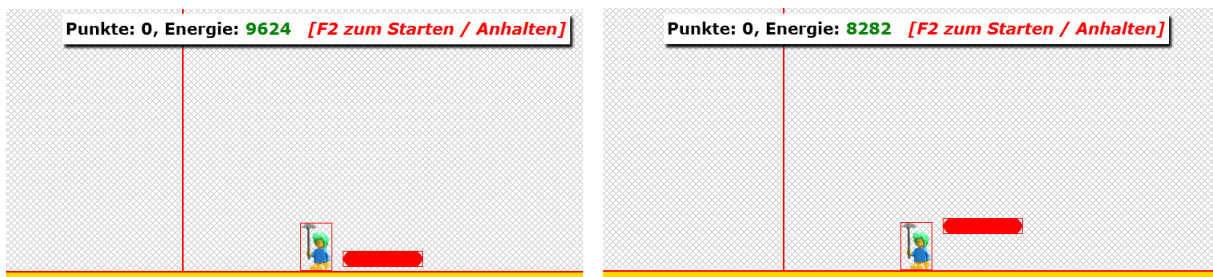 Punkte: 0, Energie: 9624 [F2 zum Starten / Anhalten]
Punkte: 0, Energie: 8282 [F2 zum Starten / Anhalten]